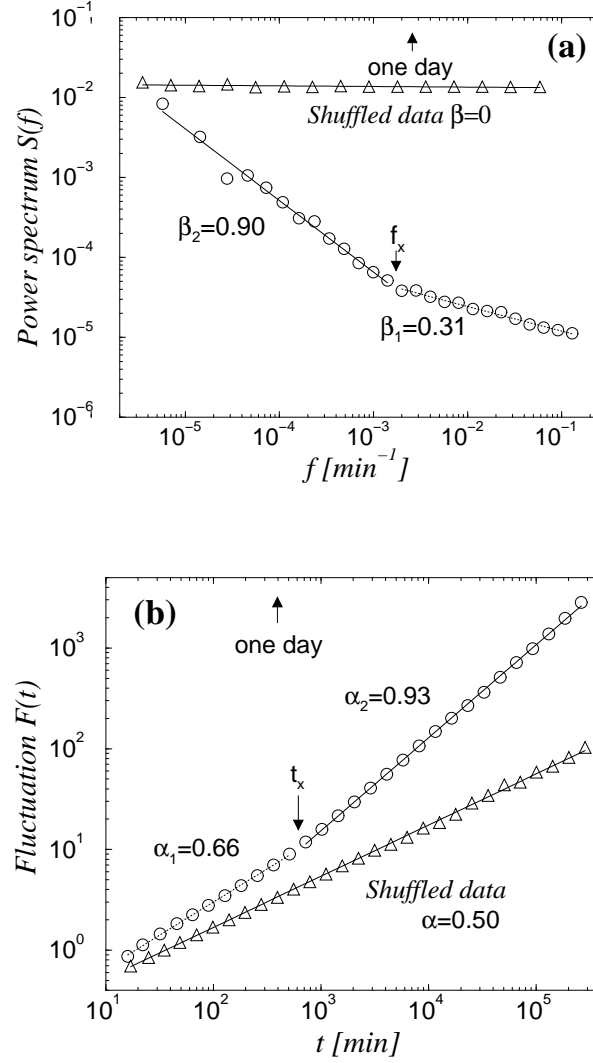 (a)
one day
Shuffled data β=0
β₂=0.90
fₓ
β₁=0.31
Power spectrum S(f)
10⁻¹
10⁻²
10⁻³
10⁻⁴
10⁻⁵
10⁻⁶
10⁻⁵ 10⁻⁴ 10⁻³ 10⁻² 10⁻¹
f [min⁻¹]
(b)
one day
α₂=0.93
tₓ
α₁=0.66
Shuffled data
α=0.50
Fluctuation F(t)
10³
10²
10¹
10⁰
10¹ 10² 10³ 10⁴ 10⁵
t [min]